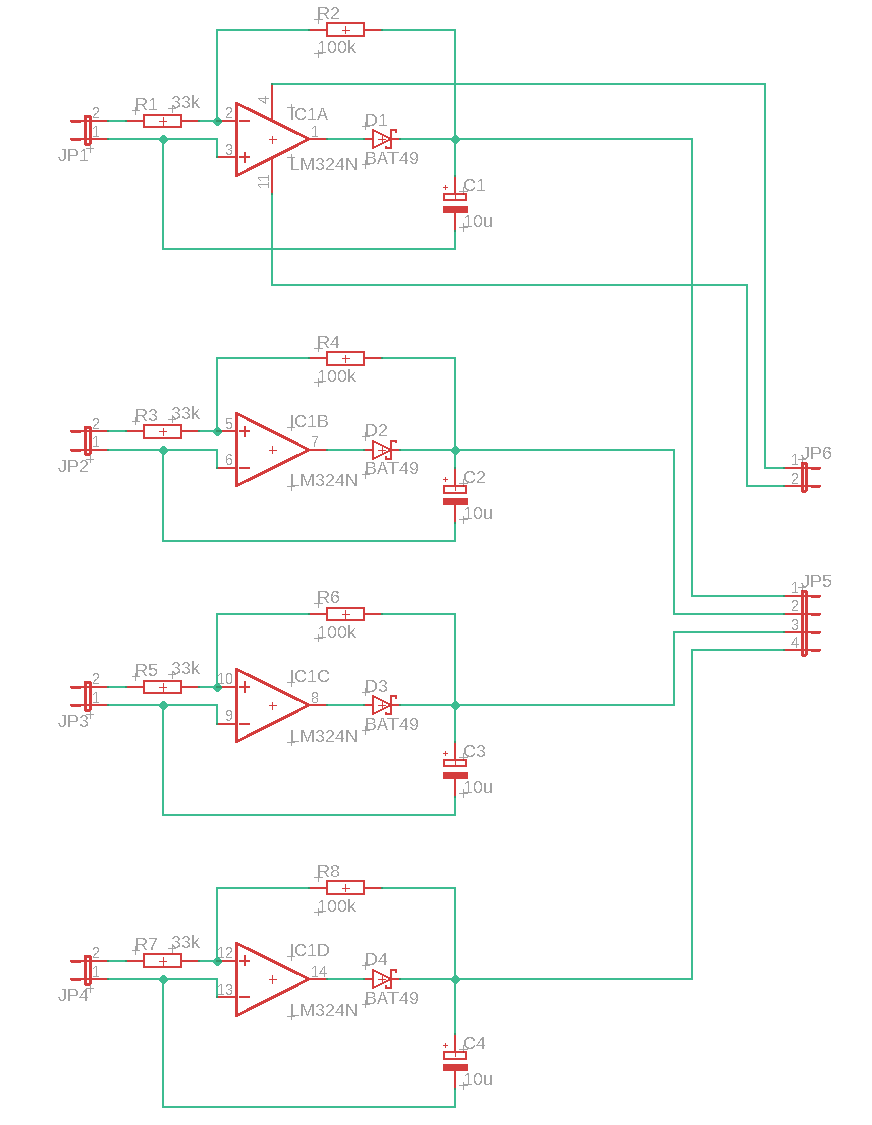 R2
100k
R1 33k
2
1
JP1
2
3
4
11
IC1A
1
LM324N
D1
BAT49
C1
10u
R4
100k
R3 33k
2
1
JP2
5
6
IC1B
7
LM324N
D2
BAT49
C2
10u
JP6
1
2
JP5
1
2
3
4
R6
100k
R5 33k
2
1
JP3
10
9
IC1C
8
LM324N
D3
BAT49
C3
10u
R8
100k
R7 33k
2
1
JP4
12
13
IC1D
14
LM324N
D4
BAT49
C4
10u